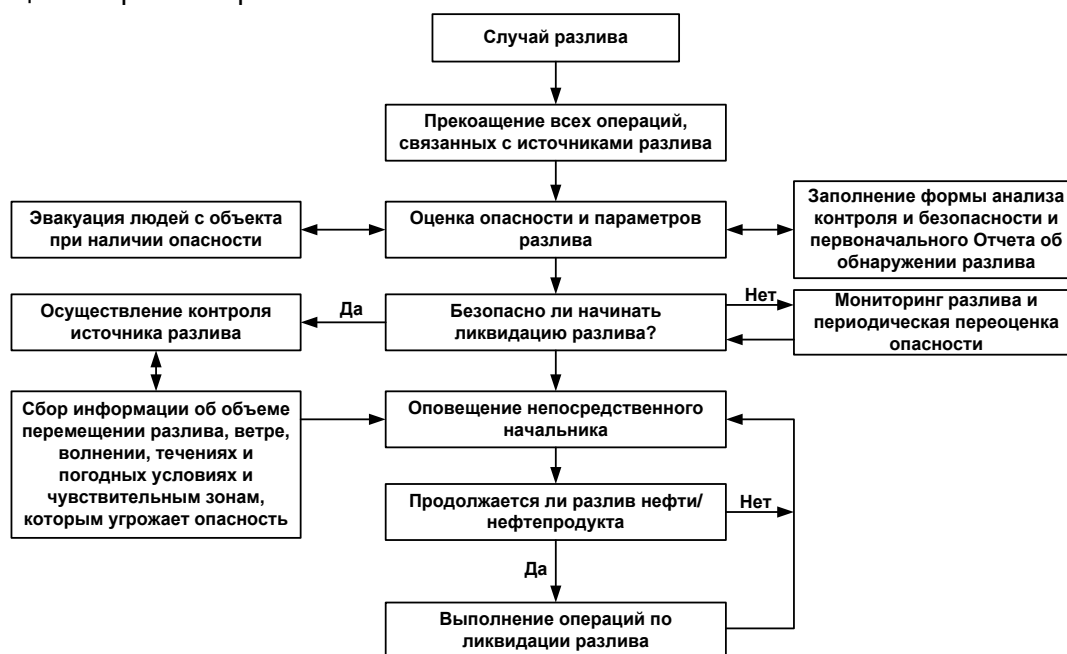 Случай разлива
Прекоащение всех операций,
связанных с источниками разлива
Эвакуация людей с объекта
при наличии опасности
Оценка опасности и параметров
разлива
Заполнение формы анализа
контроля и безопасности и
первоначального Отчета об
обнаружении разлива
Осуществление контроля
источника разлива
Да
Безопасно ли начинать
ликвидацию разлива?
Нет
Мониторинг разлива и
периодическая переоценка
опасности
Сбор информации об объеме
перемещении разлива, ветре,
волнении, течениях и
погодных условиях и
чувствительным зонам,
которым угрожает опасность
Оповещение непосредственного
начальника
Продолжается ли разлив нефти/
нефтепродукта
Нет
Да
Выполнение операций по
ликвидации разлива